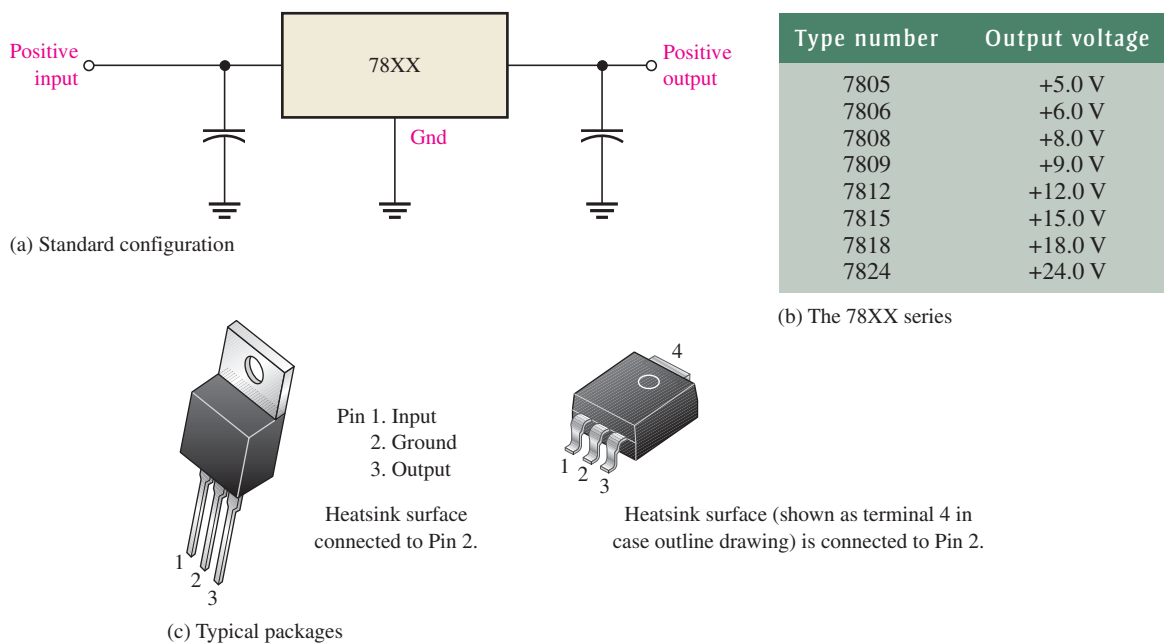 Positive
input
78XX
Positive
output
Gnd
(a) Standard configuration
Type number Output voltage
7805 +5.0 V
7806 +6.0 V
7808 +8.0 V
7809 +9.0 V
7812 +12.0 V
7815 +15.0 V
7818 +18.0 V
7824 +24.0 V
(b) The 78XX series
1
2
3
Pin 1. Input
2. Ground
3. Output
Heatsink surface
connected to Pin 2.
4
1
2
3
Heatsink surface (shown as terminal 4 in
case outline drawing) is connected to Pin 2.
(c) Typical packages